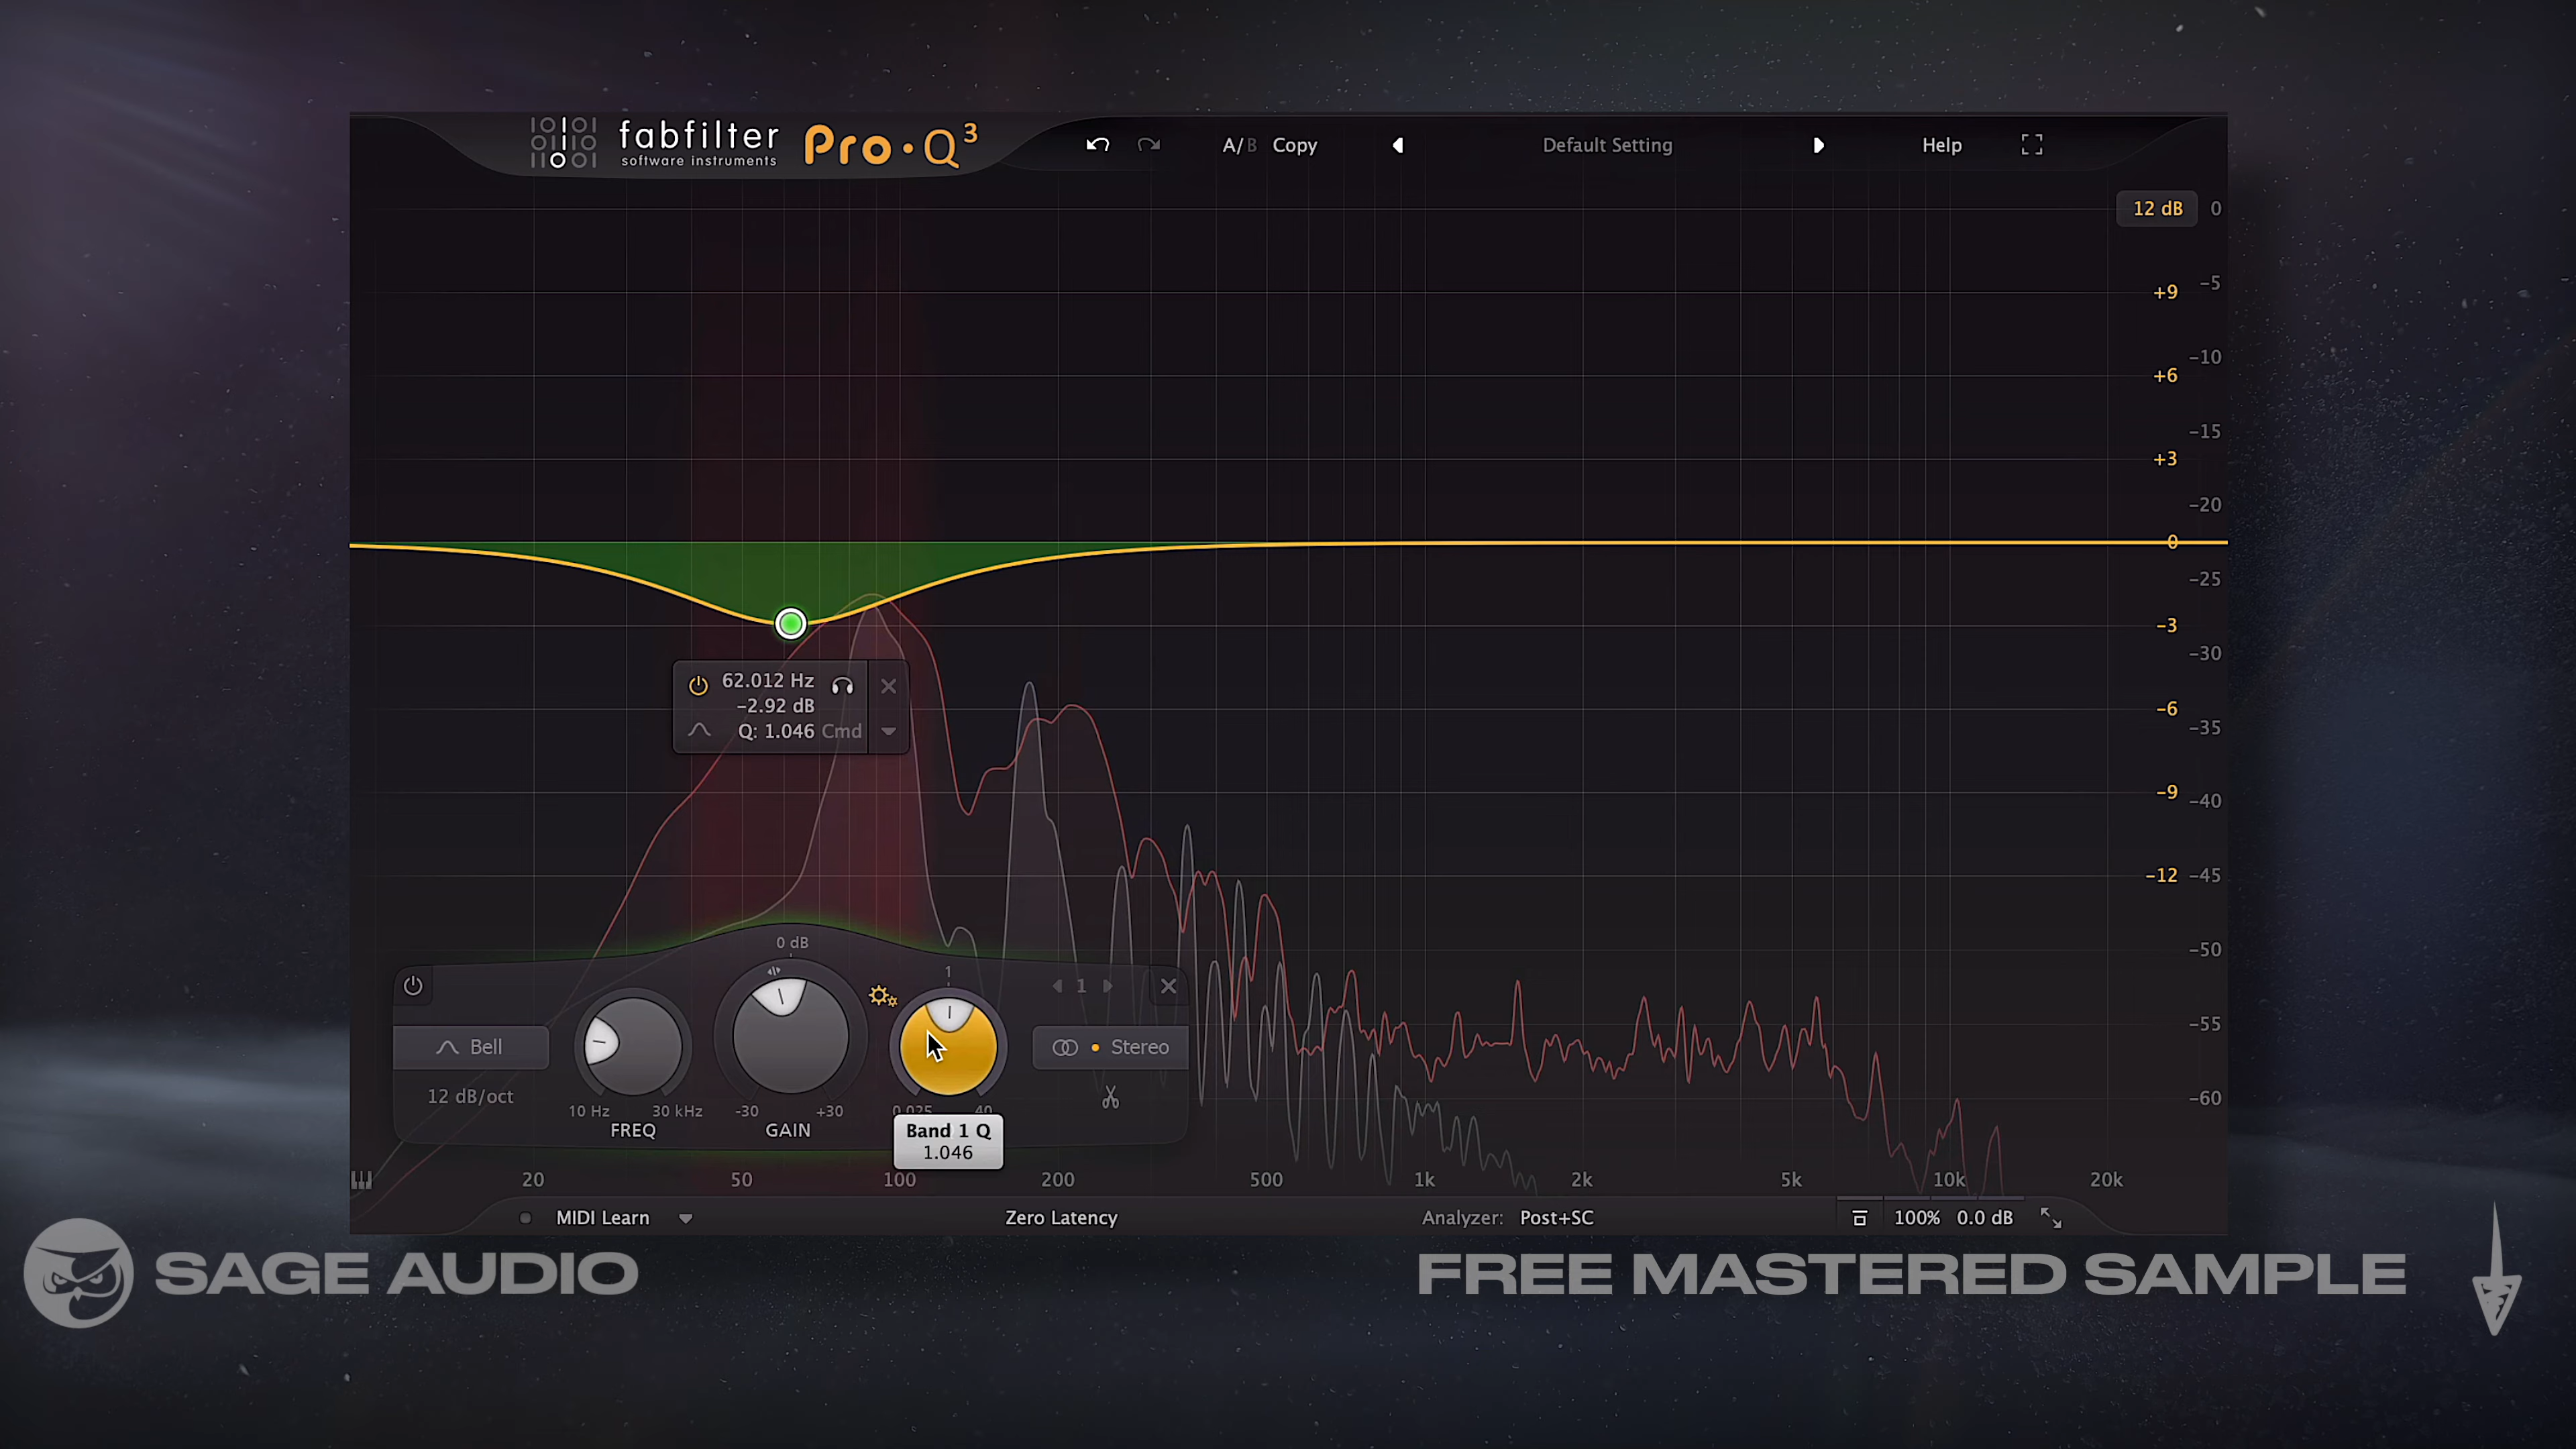 fabfilter
software instruments
Pro·Q³
A/B Copy
Default Setting
Help
12 dB 0
+9 -5
+6 -10
+3 -15
-20
0 -25
-3 -30
-6 -35
-9 -40
-12 -45
-50
-55
-60
62.012 Hz
-2.92 dB
Q: 1.046 Cmd
0 dB
1
1
Bell
Stereo
12 dB/oct
10 Hz 30 kHz
-30 +30
0.025 40
FREQ
GAIN
Band 1 Q
1.046
20 50 100 200 500 1k 2k 5k 10k 20k
MIDI Learn
Zero Latency
Analyzer: Post+SC
100% 0.0 dB
SAGE AUDIO
FREE MASTERED SAMPLE